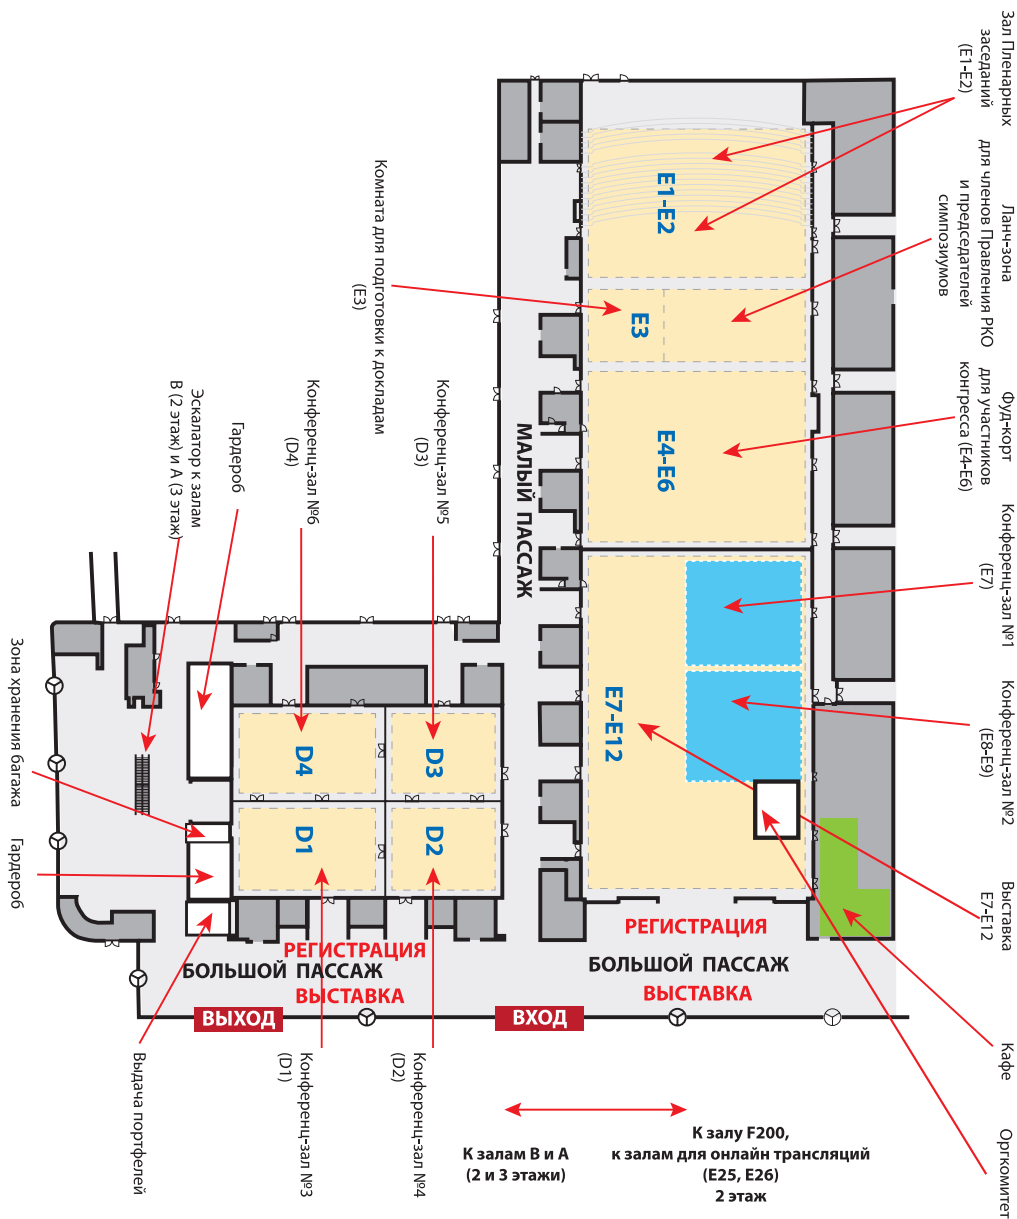 Зал Пленарных
заседаний
(E1–E2)
Ланч-зона
для членов Правления РКО
и председателей
симпозиумов
Фуд-корт
для участников
конгресса (E4–E6)
Конференц-зал №1
(E7)
Конференц-зал №2
(E8–E9)
Выставка
E7–E12
Кафе
Оргкомитет
E1–E2
E3
E4–E6
E7–E12
Комната для подготовки к докладам
(E3)
МАЛЫЙ ПАССАЖ
Конференц-зал №5
(D3)
Конференц-зал №6
(D4)
Гардероб
Эскалатор к залам
В (2 этаж) и А (3 этаж)
D4
D3
D1
D2
Зона хранения багажа
Гардероб
РЕГИСТРАЦИЯ
БОЛЬШОЙ ПАССАЖ
ВЫСТАВКА
ВЫХОД
РЕГИСТРАЦИЯ
БОЛЬШОЙ ПАССАЖ
ВЫСТАВКА
ВХОД
Выдача портфелей
Конференц-зал №3
(D1)
Конференц-зал №4
(D2)
К залам В и А
(2 и 3 этажи)
К залу F200,
к залам для онлайн трансляций
(E25, E26)
2 этаж